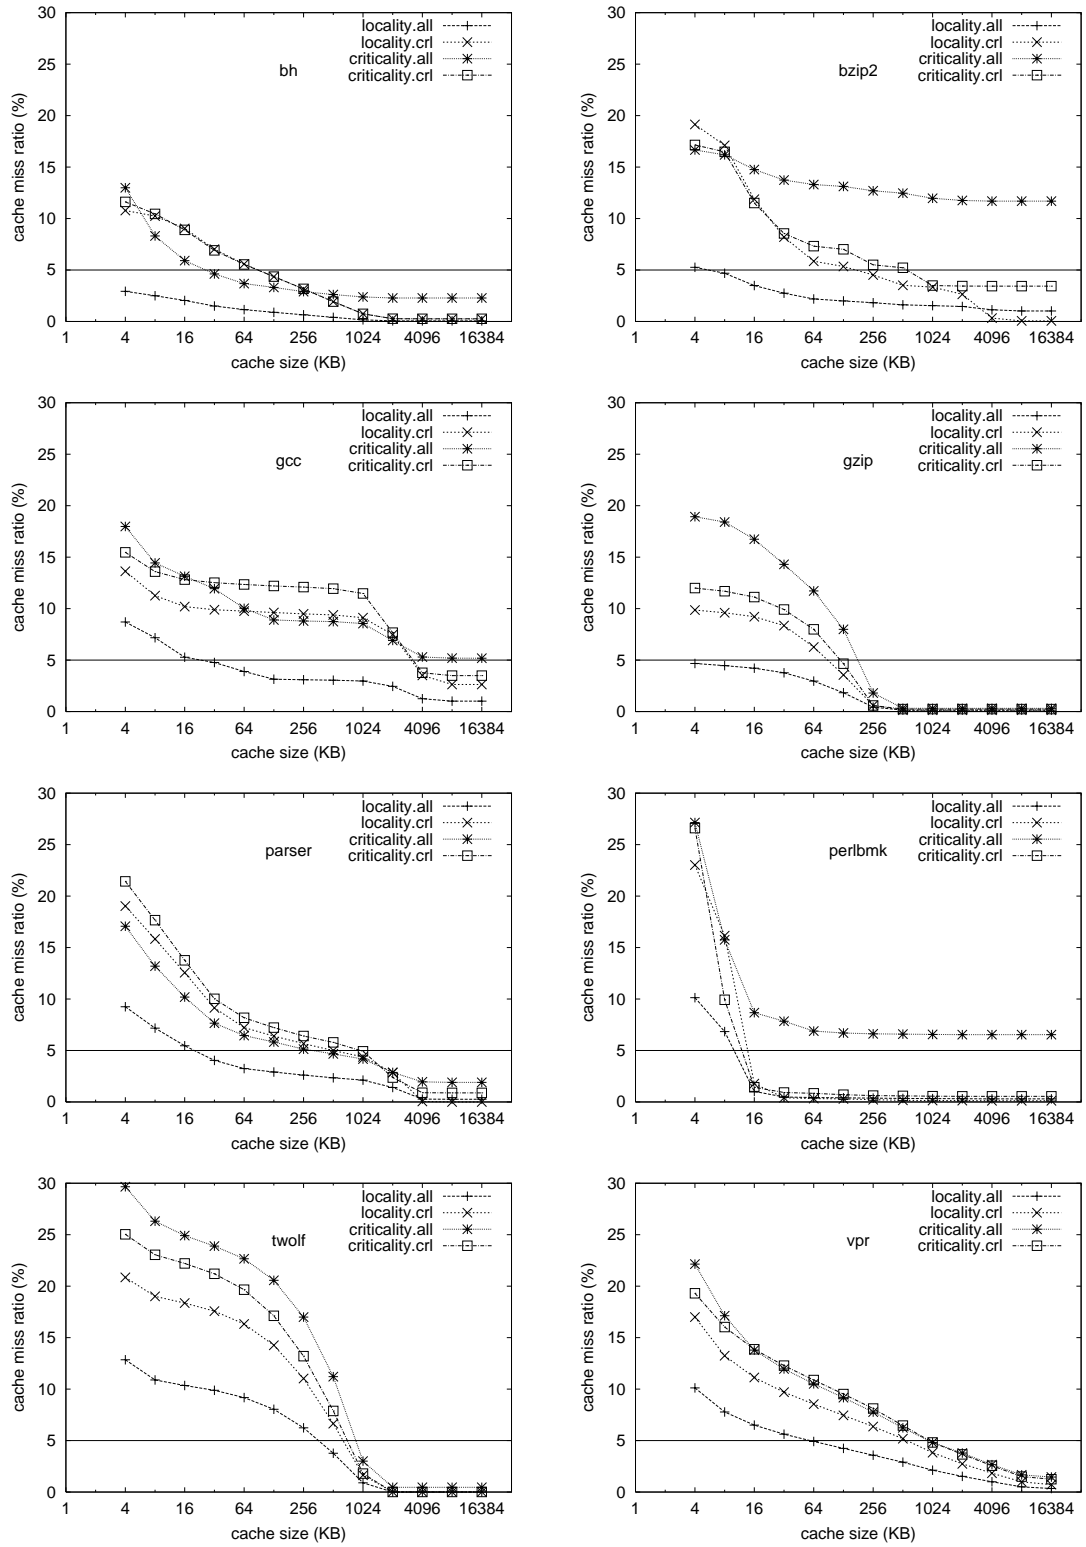 30
25
20
15
10
5
0
cache miss ratio (%)
bh
locality.all
locality.crl
criticality.all
criticality.crl
1 4 16 64 256 1024 4096 16384
cache size (KB)
30
25
20
15
10
5
0
cache miss ratio (%)
bzip2
locality.all
locality.crl
criticality.all
criticality.crl
1 4 16 64 256 1024 4096 16384
cache size (KB)
30
25
20
15
10
5
0
cache miss ratio (%)
gcc
locality.all
locality.crl
criticality.all
criticality.crl
1 4 16 64 256 1024 4096 16384
cache size (KB)
30
25
20
15
10
5
0
cache miss ratio (%)
gzip
locality.all
locality.crl
criticality.all
criticality.crl
1 4 16 64 256 1024 4096 16384
cache size (KB)
30
25
20
15
10
5
0
cache miss ratio (%)
parser
locality.all
locality.crl
criticality.all
criticality.crl
1 4 16 64 256 1024 4096 16384
cache size (KB)
30
25
20
15
10
5
0
cache miss ratio (%)
perlbmk
locality.all
locality.crl
criticality.all
criticality.crl
1 4 16 64 256 1024 4096 16384
cache size (KB)
30
25
20
15
10
5
0
cache miss ratio (%)
twolf
locality.all
locality.crl
criticality.all
criticality.crl
1 4 16 64 256 1024 4096 16384
cache size (KB)
30
25
20
15
10
5
0
cache miss ratio (%)
vpr
locality.all
locality.crl
criticality.all
criticality.crl
1 4 16 64 256 1024 4096 16384
cache size (KB)